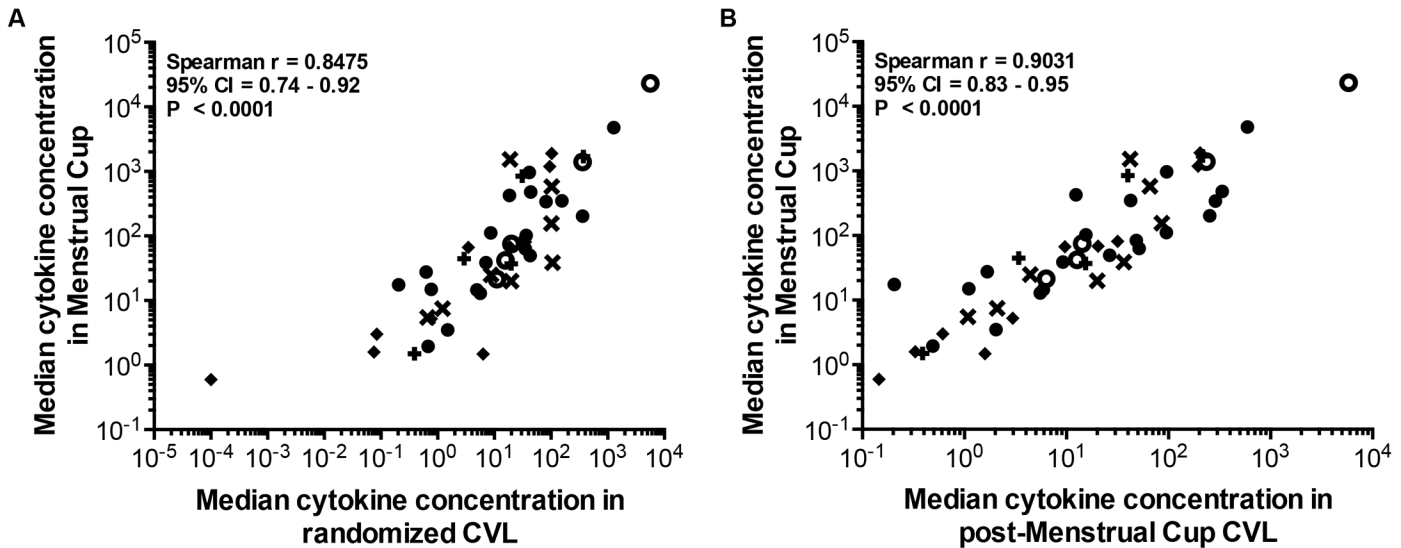 A
Median cytokine concentration
in Menstrual Cup
10^5
10^4
10^3
10^2
10^1
10^0
10^-1
Spearman r = 0.8475
95% CI = 0.74 - 0.92
P < 0.0001
10^-5 10^-4 10^-3 10^-2 10^-1 10^0 10^1 10^2 10^3 10^4
Median cytokine concentration in
randomized CVL
B
Median cytokine concentration
in Menstrual Cup
10^5
10^4
10^3
10^2
10^1
10^0
10^-1
Spearman r = 0.9031
95% CI = 0.83 - 0.95
P < 0.0001
10^-1 10^0 10^1 10^2 10^3 10^4
Median cytokine concentration in
post-Menstrual Cup CVL